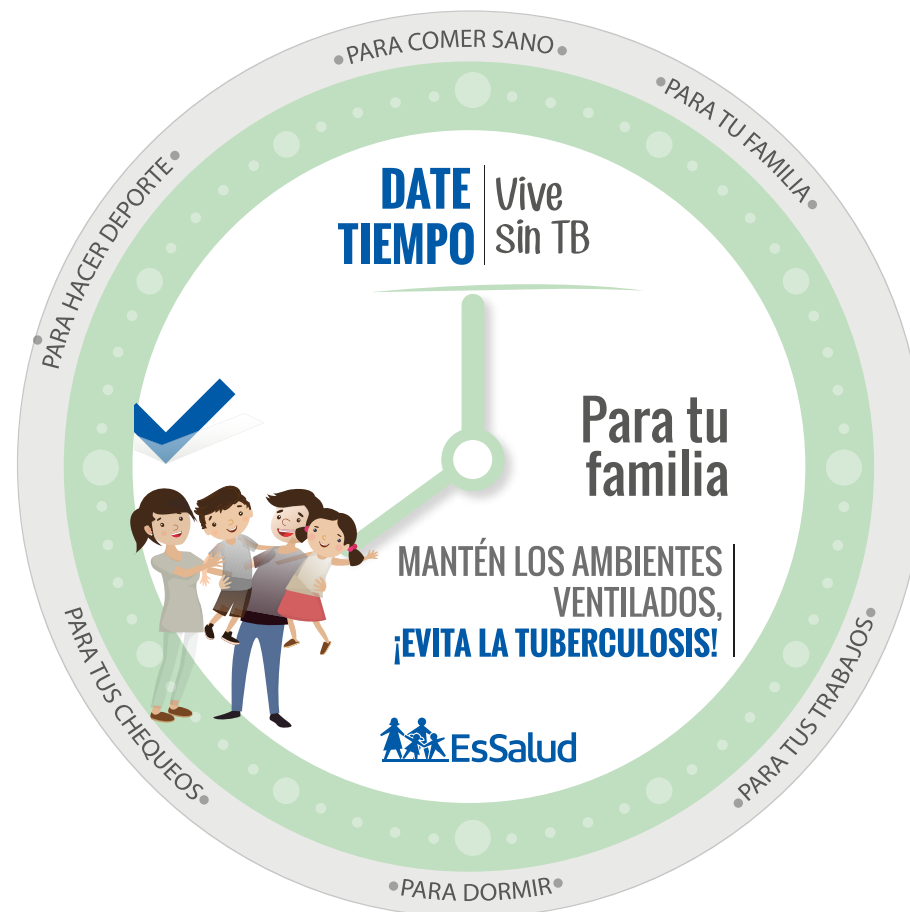 PARA COMER SANO
PARA TU FAMILIA
PARA HACER DEPORTE
DATE
TIEMPO
Vive
Sin TB
Para tu
familia
MANTÉN LOS AMBIENTES
VENTILADOS,
¡EVITA LA TUBERCULOSIS!
EsSalud
PARA TUS CHEQUEOS
PARA TUS TRABAJOS
PARA DORMIR